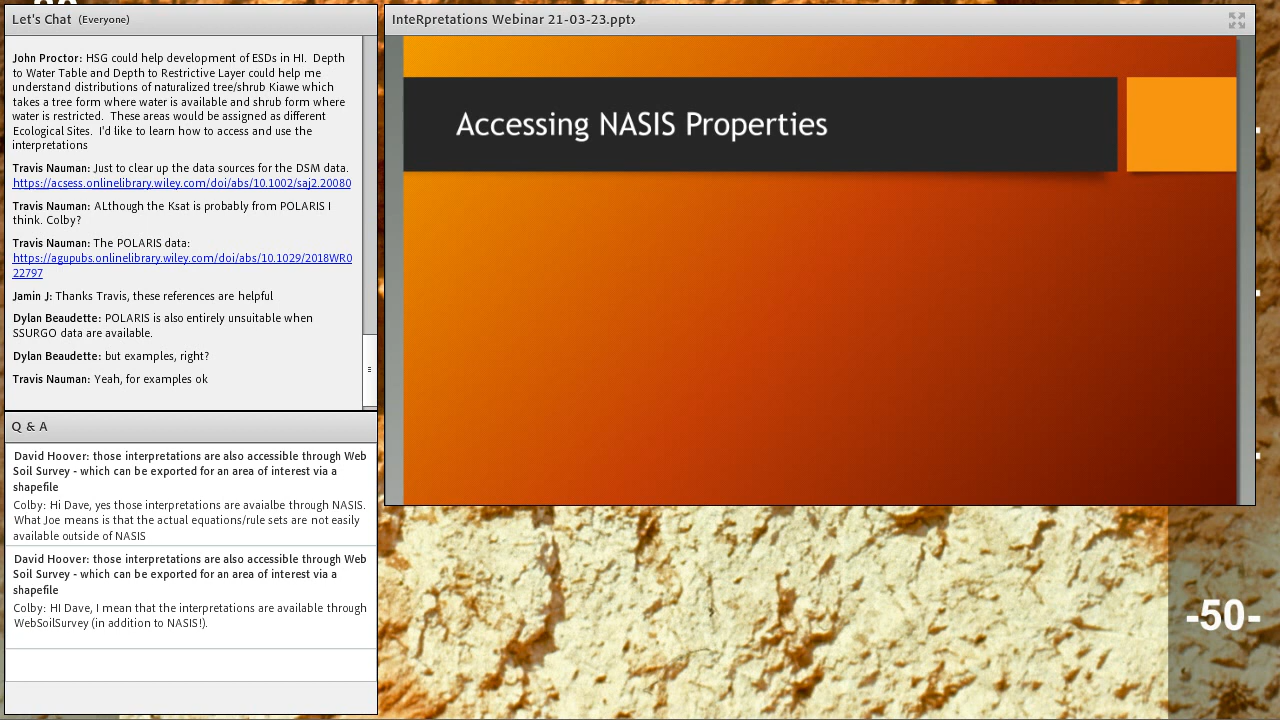 Let's Chat (Everyone)
John Proctor: HSG could help development of ESDs in HI. Depth
to Water Table and Depth to Restrictive Layer could help me
understand distributions of naturalized tree/shrub Kiawe which
takes a tree form where water is available and shrub form where
water is restricted. These areas would be assigned as different
Ecological Sites. I'd like to learn how to access and use the
interpretations
Travis Nauman: Just to clear up the data sources for the DSM data.
https://acsess.onlinelibrary.wiley.com/doi/abs/10.1002/saj2.20080
Travis Nauman: ALthough the Ksat is probably from POLARIS I
think. Colby?
Travis Nauman: The POLARIS data:
https://agupubs.onlinelibrary.wiley.com/doi/abs/10.1029/2018WR0
22797
Jamin J: Thanks Travis, these references are helpful
Dylan Beaudette: POLARIS is also entirely unsuitable when
SSURGO data are available.
Dylan Beaudette: but examples, right?
Travis Nauman: Yeah, for examples ok
Q & A
David Hoover: those interpretations are also accessible through Web
Soil Survey - which can be exported for an area of interest via a
shapefile
Colby: Hi Dave, yes those interpretations are avaialbe through NASIS.
What Joe means is that the actual equations/rule sets are not easily
available outside of NASIS
David Hoover: those interpretations are also accessible through Web
Soil Survey - which can be exported for an area of interest via a
shapefile
Colby: HI Dave, I mean that the interpretations are available through
WebSoilSurvey (in addition to NASIS!).
InteRpretations Webinar 21-03-23.ppt›
Accessing NASIS Properties
-50-